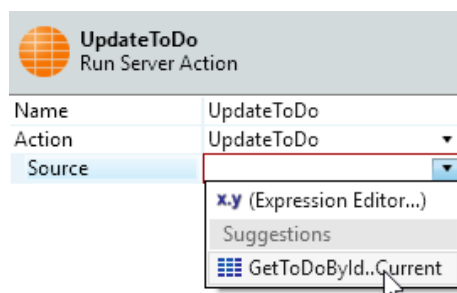 UpdateToDo
Run Server Action
Name UpdateToDo
Action UpdateToDo
Source
x.y (Expression Editor...)
Suggestions
GetToDoById..Current